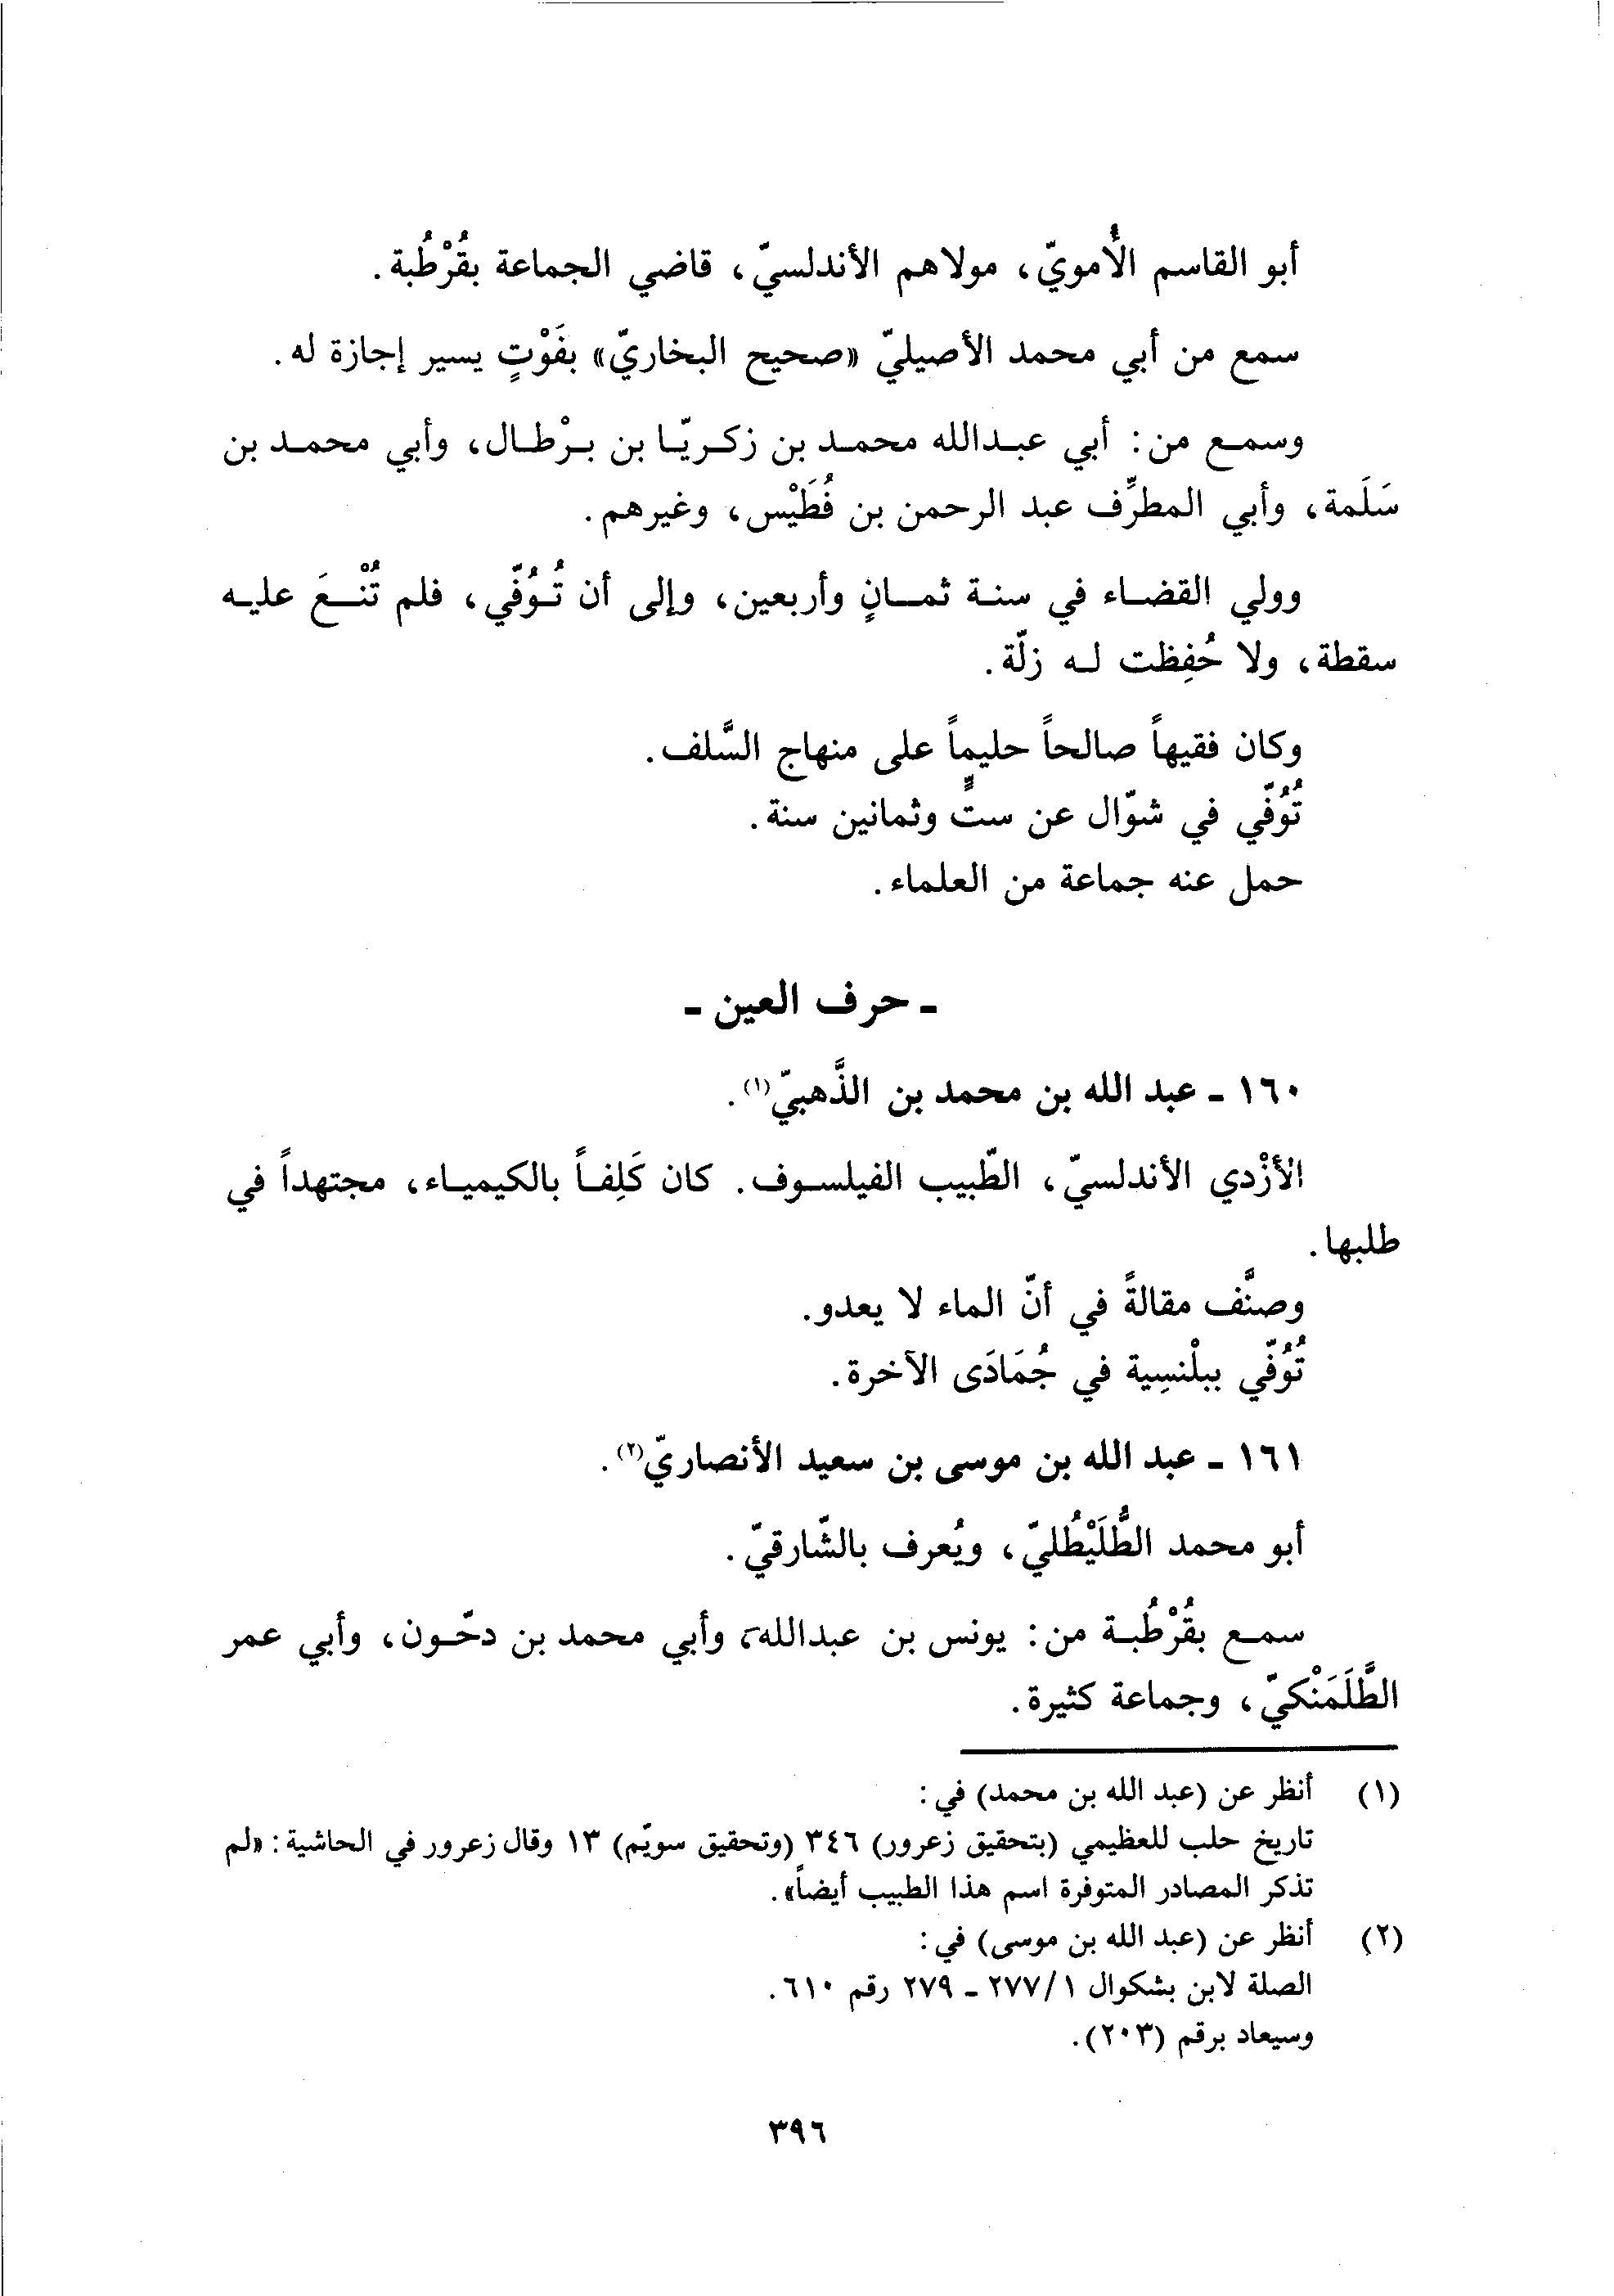 أبو القاسم الأُمويّ، مولاهم الأندلسيّ، قاضي الجماعة بقُرْطُبة.
سمع من أبي محمد الأصيليّ «صحيح البخاريّ» بفَوْتٍ يسير إجازة له.
وسمع من: أبي عبدالله محمد بن زكريّا بن برْطال، وأبي محمد بن
سَلَمة، وأبي المطرِّف عبد الرحمن بن فُطَيْس، وغيرهم.
وولي القضاء في سنة ثمانٍ وأربعين، وإلى أن تُوُفّي، فلم تُنْعَ عليه
سقطة، ولا حُفِظت له زلّة.
وكان فقيهاً صالحاً حليماً على منهاج السَّلف.
تُوُفّي في شوّال عن ستٍّ وثمانين سنة.
حمل عنه جماعة من العلماء.
ـ حرف العين ـ
١٦٠ ـ عبد الله بن محمد بن الذَّهبيّ(١).
الأزْدي الأندلسيّ، الطّبيب الفيلسوف. كان كَلِفاً بالكيمياء، مجتهداً في
طلبها.
وصنَّف مقالةً في أنّ الماء لا يعدو.
تُوُفّي ببلْنسِية في جُمَادَى الآخرة.
١٦١ ـ عبد الله بن موسى بن سعيد الأنصاريّ(٢).
أبو محمد الطُّلَيْطُليّ، ويُعرف بالشّارقيّ.
سمع بقُرْطُبة من: يونس بن عبدالله، وأبي محمد بن دحّون، وأبي عمر
الطَّلَمَنْكيّ، وجماعة كثيرة.
(١) أنظر عن (عبد الله بن محمد) في:
تاريخ حلب للعظيمي (بتحقيق زعرور) ٣٤٦ (وتحقيق سويّم) ١٣ وقال زعرور في الحاشية: «لم
تذكر المصادر المتوفرة اسم هذا الطبيب أيضاً».
(٢) أنظر عن (عبد الله بن موسى) في:
الصلة لابن بشكوال ١/٢٧٧ ـ ٢٧٩ رقم ٦١٠.
وسيعاد برقم (٢٠٣).
٣٩٦